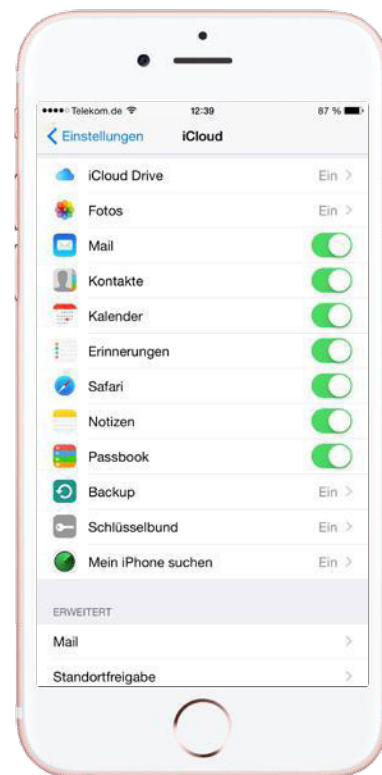 Telekom.de 12:39 87 %
Einstellungen iCloud
iCloud Drive Ein
Fotos Ein
Mail
Kontakte
Kalender
Erinnerungen
Safari
Notizen
Passbook
Backup Ein
Schlüsselbund Ein
Mein iPhone suchen Ein
ERWEITERT
Mail
Standortfreigabe